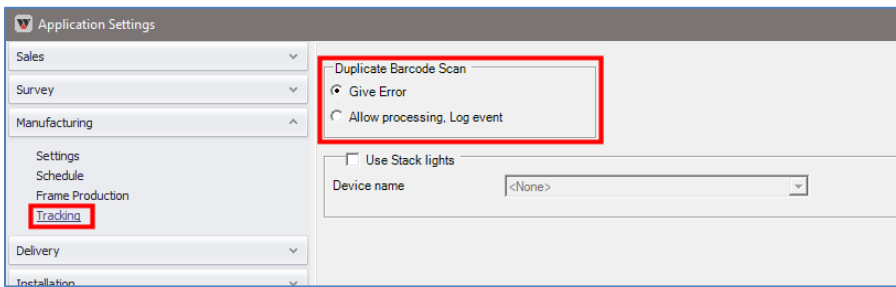 Application Settings
Sales
Survey
Manufacturing
Settings
Schedule
Frame Production
Tracking
Delivery
Installation
Duplicate Barcode Scan
Give Error
Allow processing, Log event
Use Stack lights
Device name
<None>